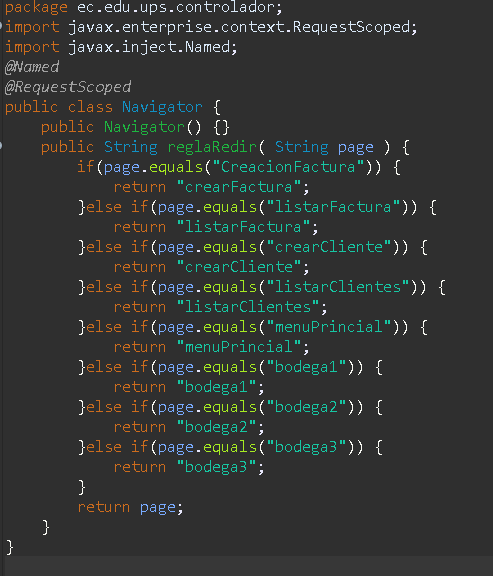 package ec.edu.ups.controlador;
import javax.enterprise.context.RequestScoped;
import javax.inject.Named;
@Named
@RequestScoped
public class Navigator {
    public Navigator() {}
    public String reglaRedir( String page ) {
        if(page.equals("CreacionFactura")) {
            return "crearFactura";
        }else if(page.equals("listarFactura")) {
            return "listarFactura";
        }else if(page.equals("crearCliente")) {
            return "crearCliente";
        }else if(page.equals("listarClientes")) {
            return "listarClientes";
        }else if(page.equals("menuPrincial")) {
            return "menuPrincial";
        }else if(page.equals("bodega1")) {
            return "bodega1";
        }else if(page.equals("bodega2")) {
            return "bodega2";
        }else if(page.equals("bodega3")) {
            return "bodega3";
        }
        return page;
    }
}